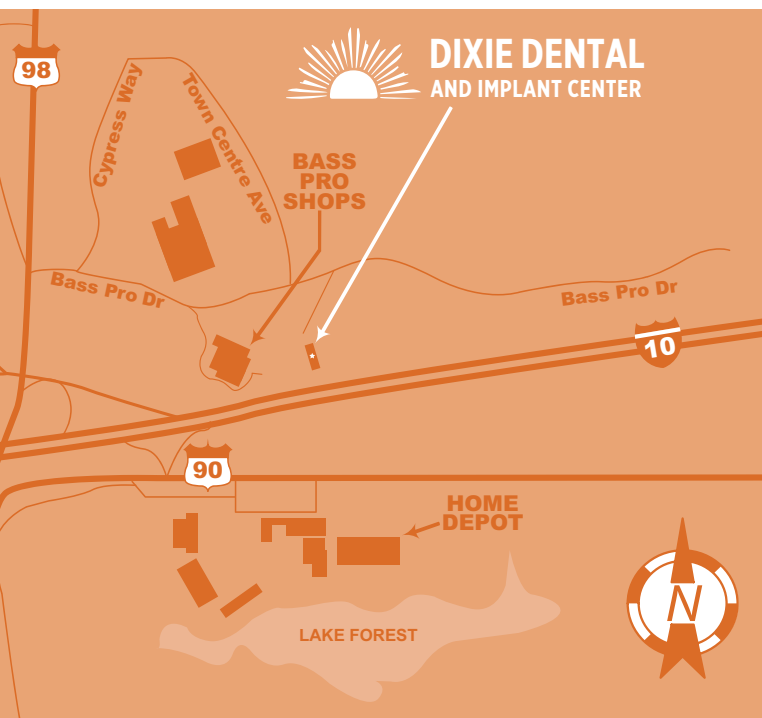 98
DIXIE DENTAL
AND IMPLANT CENTER
Cypress Way
Town Centre Ave
BASS
PRO
SHOPS
Bass Pro Dr
Bass Pro Dr
10
90
HOME
DEPOT
N
LAKE FOREST